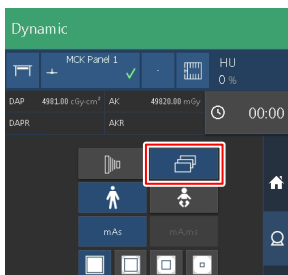 Dynamic
MCK Panel 1
HU
0 %
DAP 4981.00 cGy·cm² AK 49820.00 mGy
00:00
DAPR AKR
mAs mA,ms